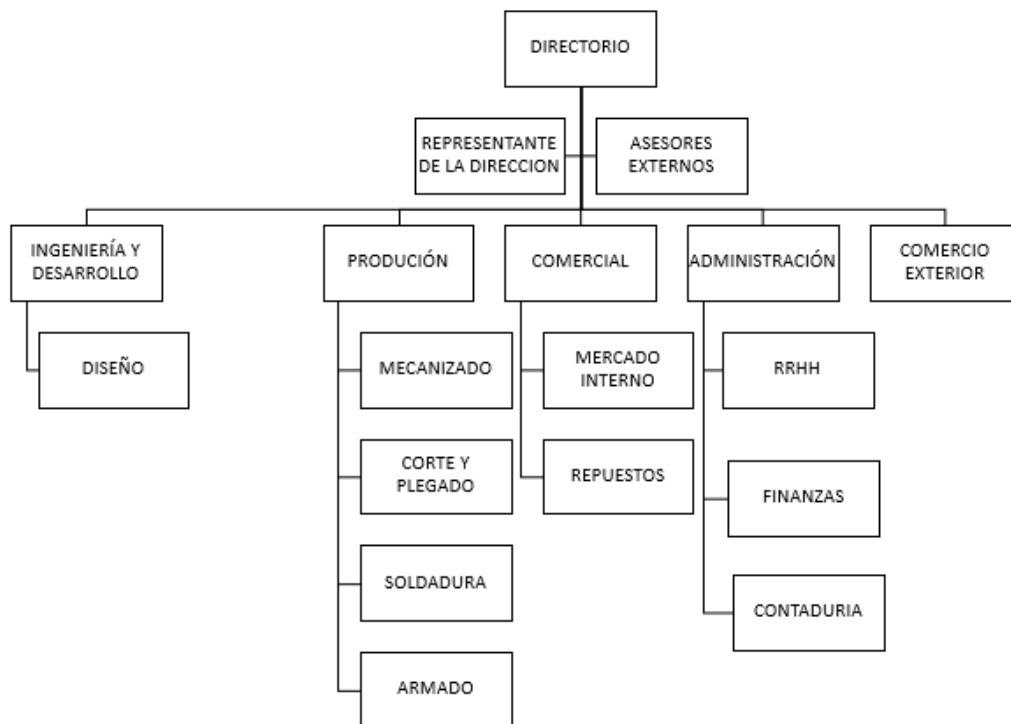 DIRECTORIO
REPRESENTANTE
DE LA DIRECCION
ASESORES
EXTERNOS
INGENIERÍA Y
DESARROLLO
PRODUCIÓN
COMERCIAL
ADMINISTRACIÓN
COMERCIO
EXTERIOR
DISEÑO
MECANIZADO
MERCADO
INTERNO
RRHH
CORTE Y
PLEGADO
REPUESTOS
FINANZAS
SOLDADURA
CONTADURIA
ARMADO